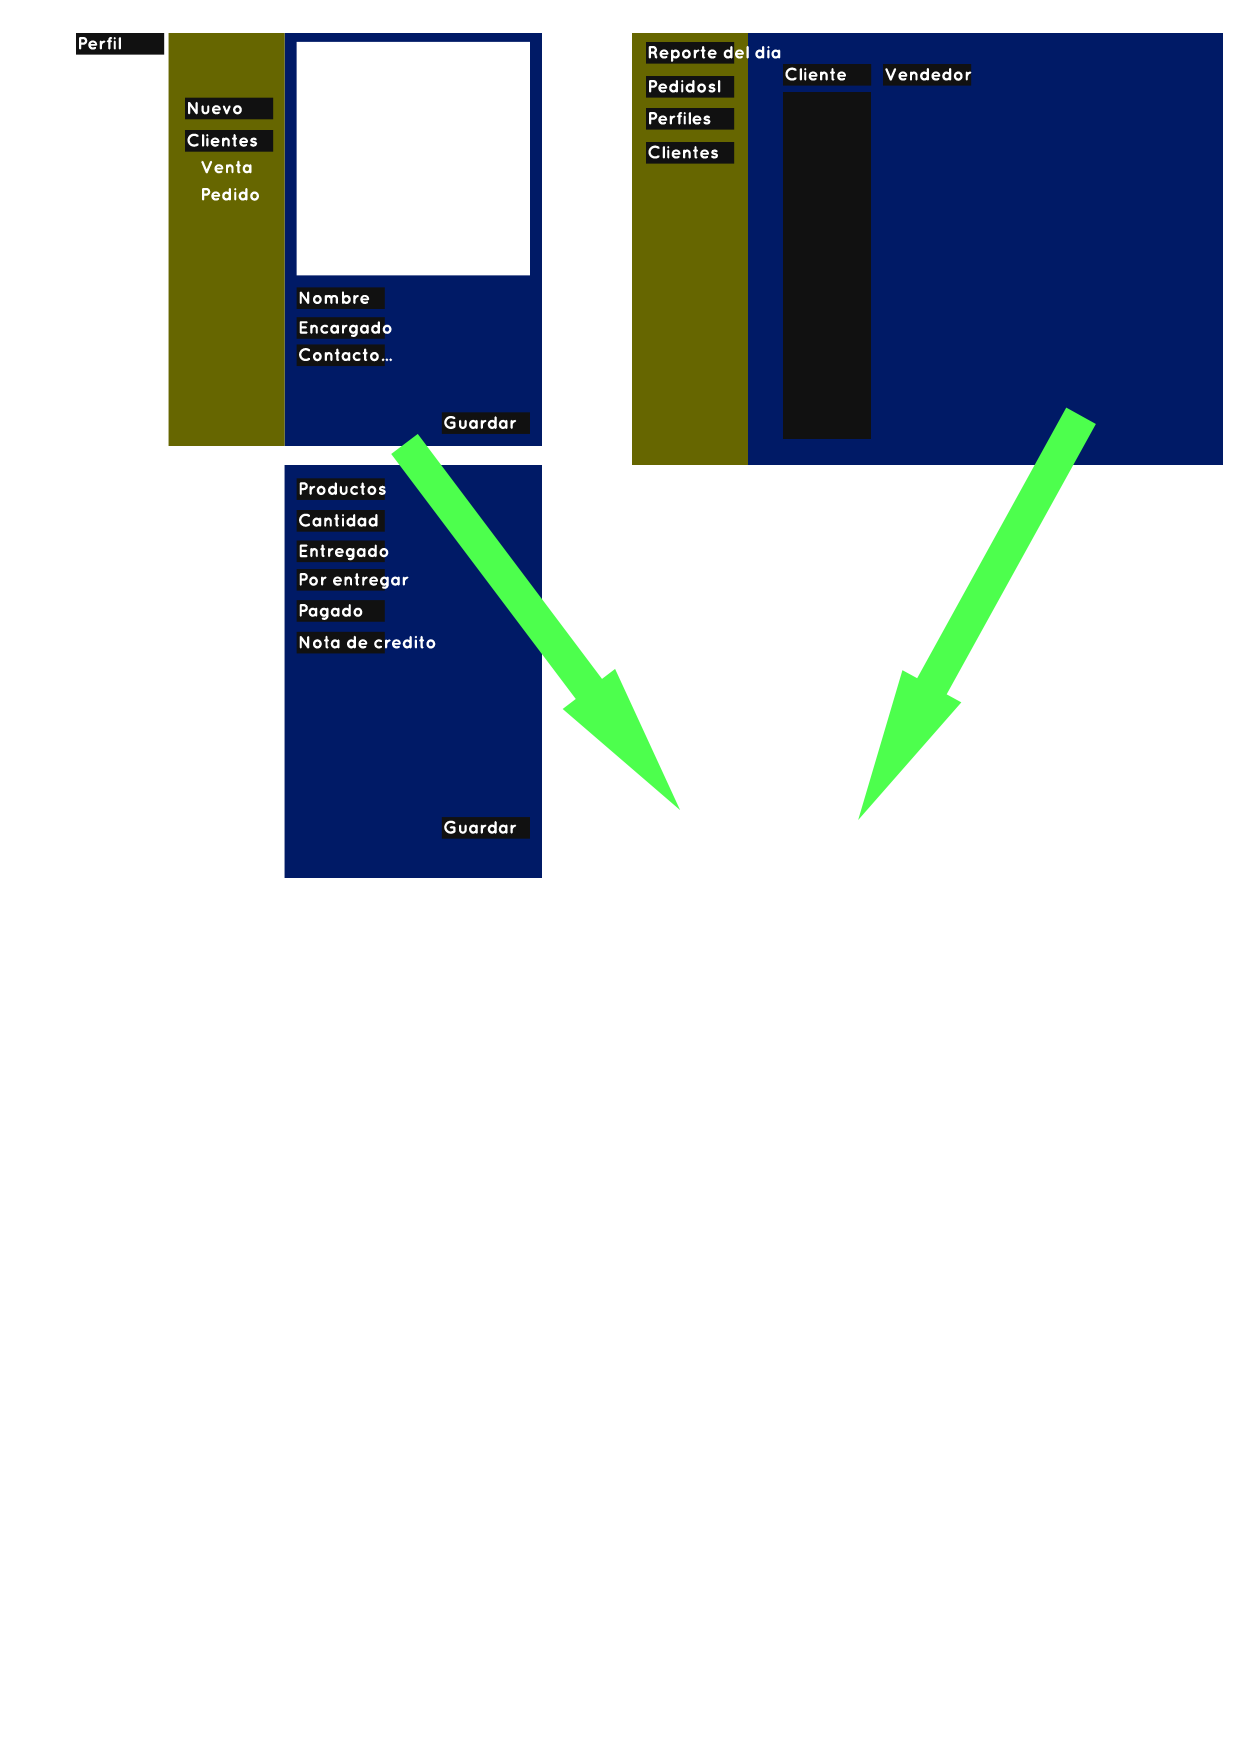 Perfil
Nuevo
Clientes
Venta
Pedido
Nombre
Encargado
Contacto...
Guardar
Productos
Cantidad
Entregado
Por entregar
Pagado
Nota de credito
Guardar
Reporte del dia
Pedidosl
Perfiles
Clientes
Cliente
Vendedor